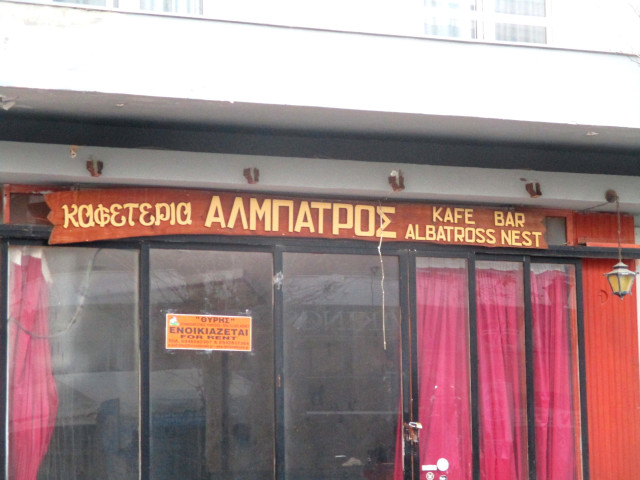 ΚΑΦΕΤΕΡΙΑ ΑΛΜΠΑΤΡΟΣ
KAFE BAR
ALBATROSS NEST
"ΘΥΡΗΣ"
ΕΝΟΙΚΙΑΖΕΤΑΙ
FOR RENT